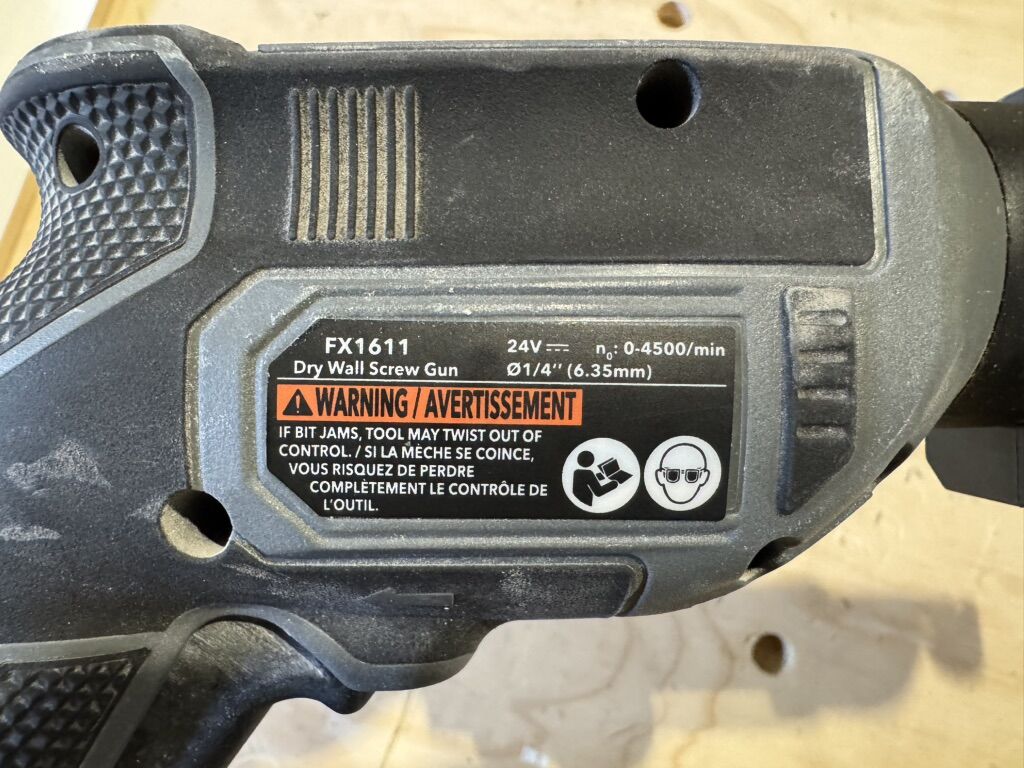 FX1611 24V⎓ n₀: 0-4500/min
Dry Wall Screw Gun Ø1/4'' (6.35mm)
WARNING / AVERTISSEMENT
IF BIT JAMS, TOOL MAY TWIST OUT OF
CONTROL. / SI LA MÈCHE SE COINCE,
VOUS RISQUEZ DE PERDRE
COMPLÈTEMENT LE CONTRÔLE DE
L'OUTIL.